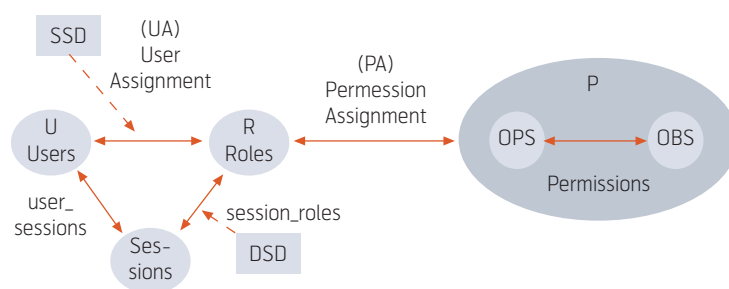 SSD
(UA)
User
Assignment
(PA)
Permession
Assignment
P
U
Users
R
Roles
OPS
OBS
Permissions
user_
sessions
session_roles
Ses-
sions
DSD